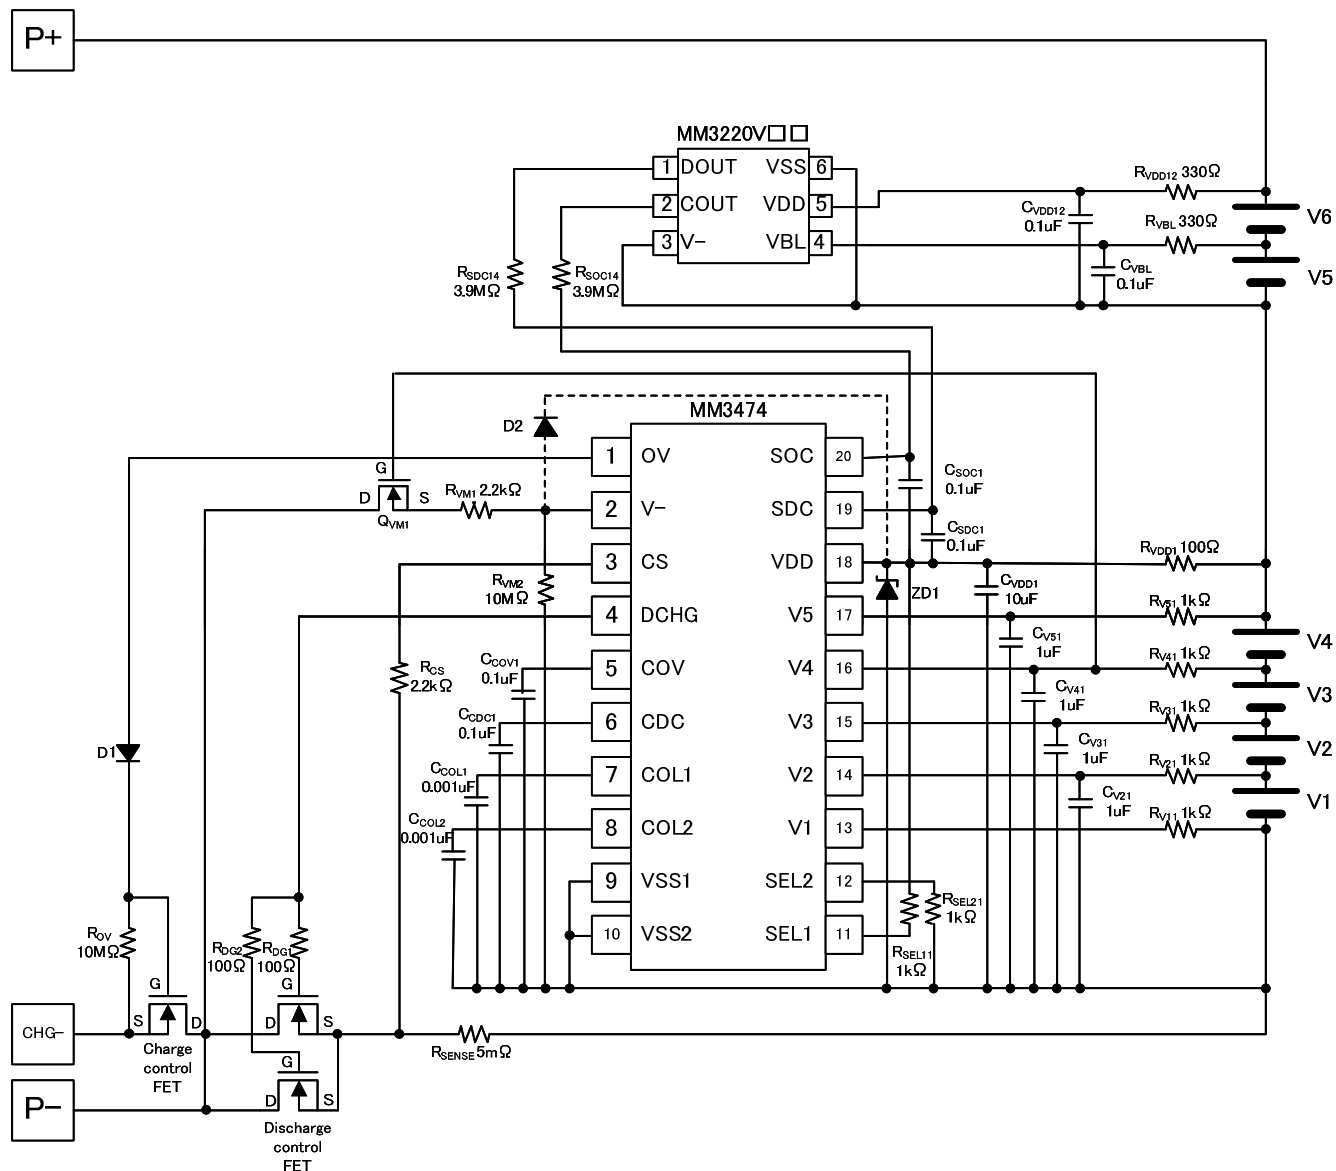 P+
MM3220V□□
1 DOUT VSS 6
2 COUT VDD 5
3 V- VBL 4
RVDD12 330Ω
CVDD12
0.1uF
RVBL 330Ω
CVBL
0.1uF
V6
V5
RSDC14
3.9MΩ
RSOC14
3.9MΩ
D2
MM3474
1 OV SOC 20
2 V- SDC 19
3 CS VDD 18
4 DCHG V5 17
5 COV V4 16
6 CDC V3 15
7 COL1 V2 14
8 COL2 V1 13
9 VSS1 SEL2 12
10 VSS2 SEL1 11
G
D S
QVM1
RVM1 2.2kΩ
RVM2
10MΩ
CSOC1
0.1uF
CSDC1
0.1uF
ZD1
CVDD1
10uF
RVDD1 100Ω
RV51 1kΩ
CV51
1uF
RV41 1kΩ
CV41
1uF
RV31 1kΩ
CV31
1uF
RV21 1kΩ
CV21
1uF
RV11 1kΩ
V4
V3
V2
V1
RCS
2.2kΩ
CCOV1
0.1uF
CCDC1
0.1uF
CCOL1
0.001uF
CCOL2
0.001uF
D1
ROV
10MΩ
RDG2
100Ω
RDG1
100Ω
RSEL21
1kΩ
RSEL11
1kΩ
CHG-
G
S D
Charge
control
FET
G
D S
RSENSE 5mΩ
P-
G
D S
Discharge
control
FET